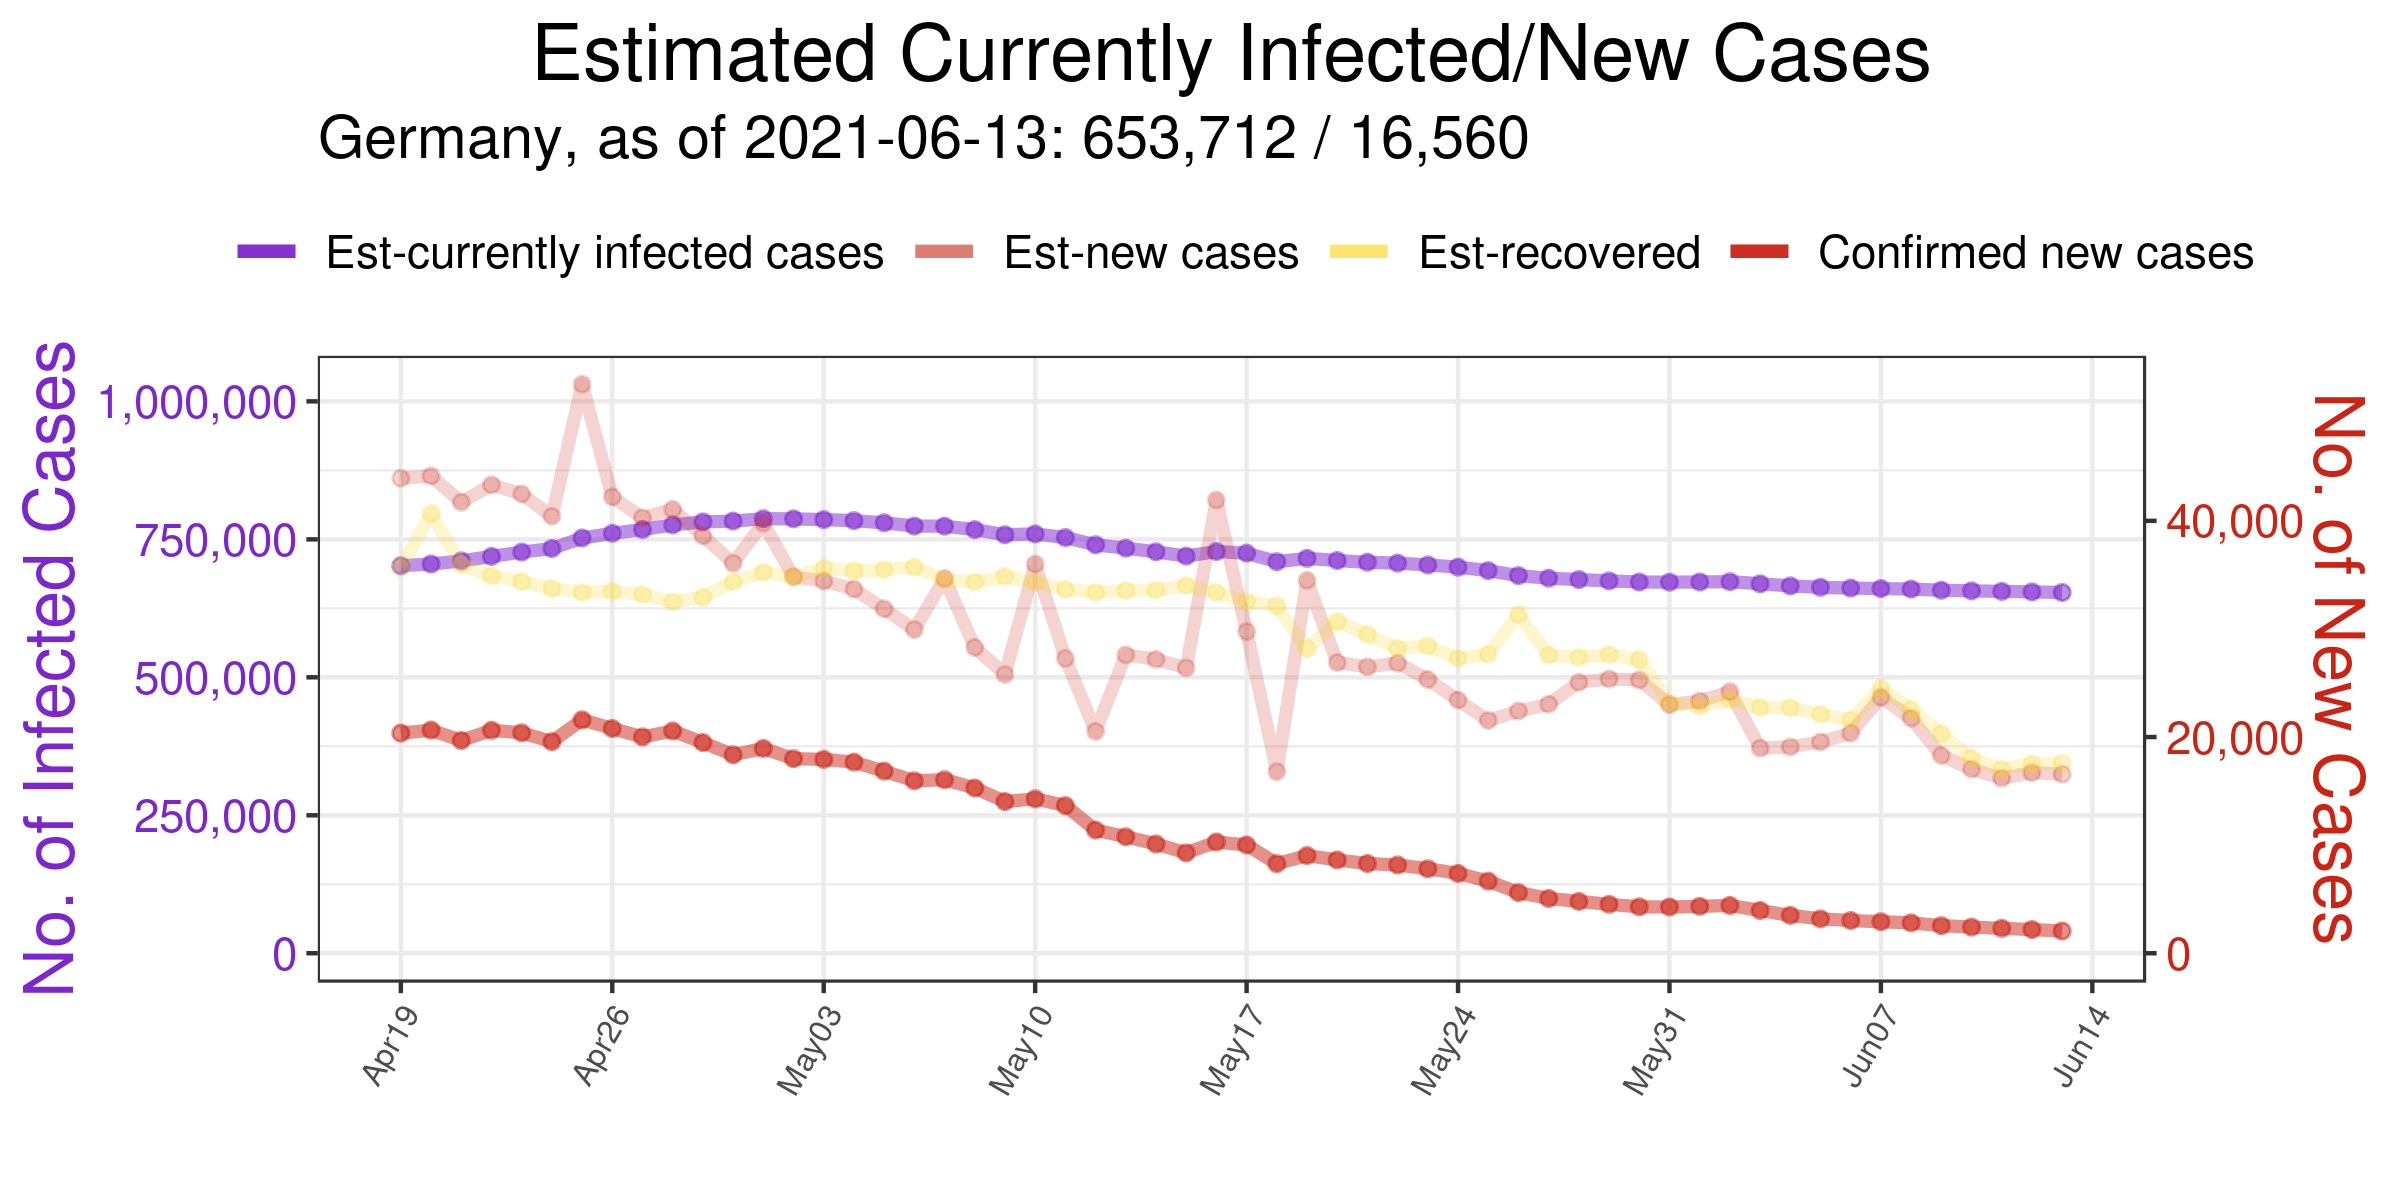 Estimated Currently Infected/New Cases
Germany, as of 2021-06-13: 653,712 / 16,560
Est-currently infected cases Est-new cases Est-recovered Confirmed new cases
No. of Infected Cases
1,000,000
750,000
500,000
250,000
0
No. of New Cases
40,000
20,000
0
Apr19 Apr26 May03 May10 May17 May24 May31 Jun07 Jun14